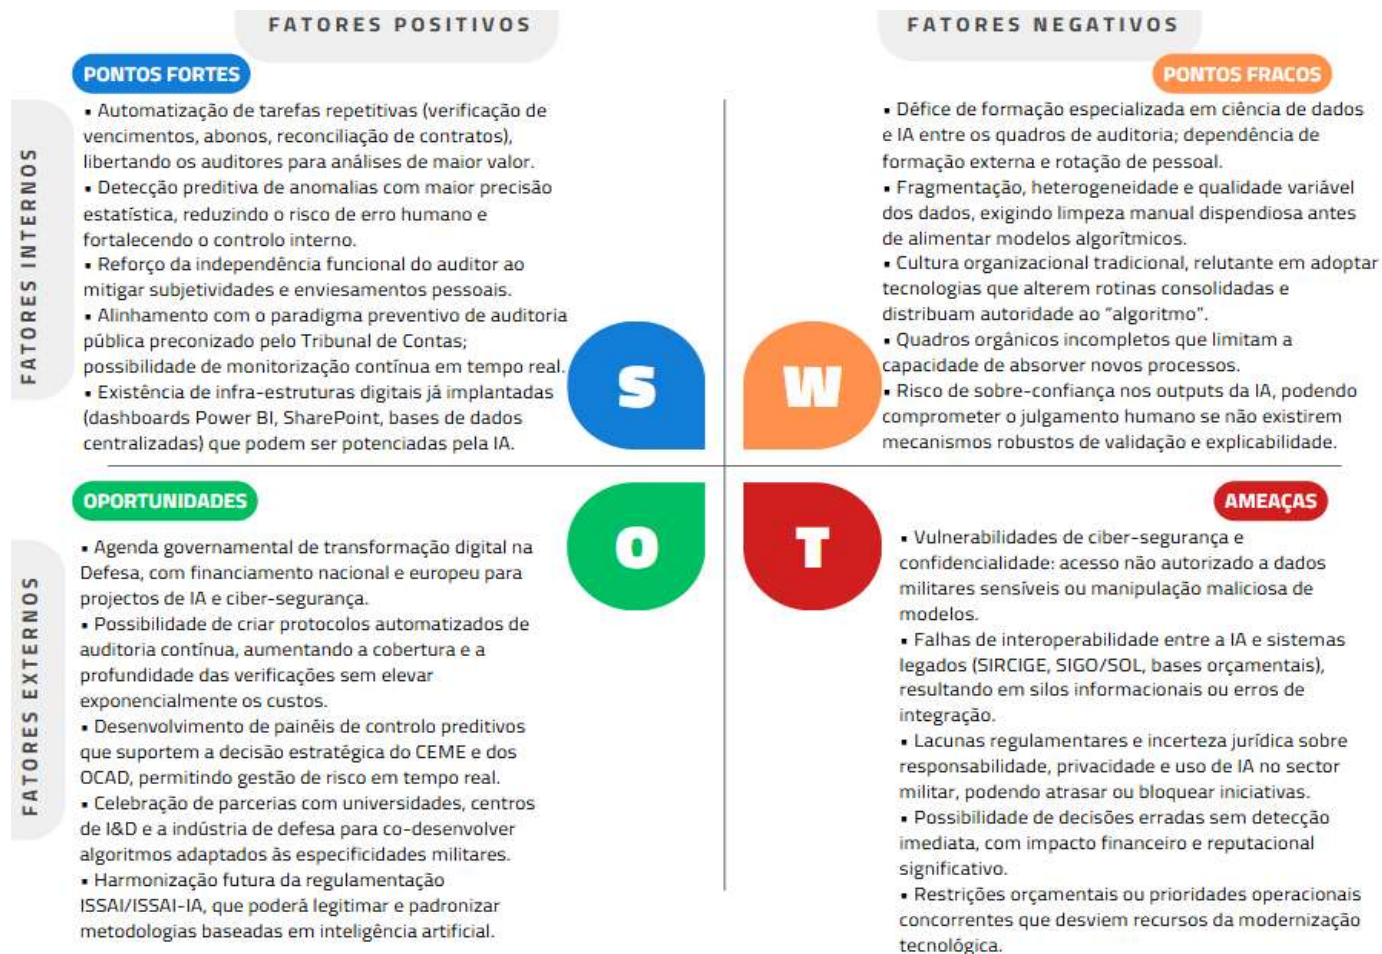 FATORES POSITIVOS
FATORES NEGATIVOS
FATORES INTERNOS
PONTOS FORTES
▪ Automatização de tarefas repetitivas (verificação de
vencimentos, abonos, reconciliação de contratos),
libertando os auditores para análises de maior valor.
▪ Detecção preditiva de anomalias com maior precisão
estatística, reduzindo o risco de erro humano e
fortalecendo o controlo interno.
▪ Reforço da independência funcional do auditor ao
mitigar subjetividades e enviesamentos pessoais.
▪ Alinhamento com o paradigma preventivo de auditoria
pública preconizado pelo Tribunal de Contas;
possibilidade de monitorização contínua em tempo real.
▪ Existência de infra-estruturas digitais já implantadas
(dashboards Power BI, SharePoint, bases de dados
centralizadas) que podem ser potenciadas pela IA.
S
PONTOS FRACOS
▪ Défice de formação especializada em ciência de dados
e IA entre os quadros de auditoria; dependência de
formação externa e rotação de pessoal.
▪ Fragmentação, heterogeneidade e qualidade variável
dos dados, exigindo limpeza manual dispendiosa antes
de alimentar modelos algorítmicos.
▪ Cultura organizacional tradicional, relutante em adoptar
tecnologias que alterem rotinas consolidadas e
distribuam autoridade ao “algoritmo”.
▪ Quadros orgânicos incompletos que limitam a
capacidade de absorver novos processos.
▪ Risco de sobre-confiança nos outputs da IA, podendo
comprometer o julgamento humano se não existirem
mecanismos robustos de validação e explicabilidade.
W
FATORES EXTERNOS
OPORTUNIDADES
▪ Agenda governamental de transformação digital na
Defesa, com financiamento nacional e europeu para
projectos de IA e ciber-segurança.
▪ Possibilidade de criar protocolos automatizados de
auditoria contínua, aumentando a cobertura e a
profundidade das verificações sem elevar
exponencialmente os custos.
▪ Desenvolvimento de painéis de controlo preditivos
que suportem a decisão estratégica do CEME e dos
OCAD, permitindo gestão de risco em tempo real.
▪ Celebração de parcerias com universidades, centros
de I&D e a indústria de defesa para co-desenvolver
algoritmos adaptados às especificidades militares.
▪ Harmonização futura da regulamentação
ISSAI/ISSAI-IA, que poderá legitimar e padronizar
metodologias baseadas em inteligência artificial.
O
AMEAÇAS
▪ Vulnerabilidades de ciber-segurança e
confidencialidade: acesso não autorizado a dados
militares sensíveis ou manipulação maliciosa de
modelos.
▪ Falhas de interoperabilidade entre a IA e sistemas
legados (SIRCIGE, SIGO/SOL, bases orçamentais),
resultando em silos informacionais ou erros de
integração.
▪ Lacunas regulamentares e incerteza jurídica sobre
responsabilidade, privacidade e uso de IA no sector
militar, podendo atrasar ou bloquear iniciativas.
▪ Possibilidade de decisões erradas sem detecção
imediata, com impacto financeiro e reputacional
significativo.
▪ Restrições orçamentais ou prioridades operacionais
concorrentes que desviem recursos da modernização
tecnológica.
T